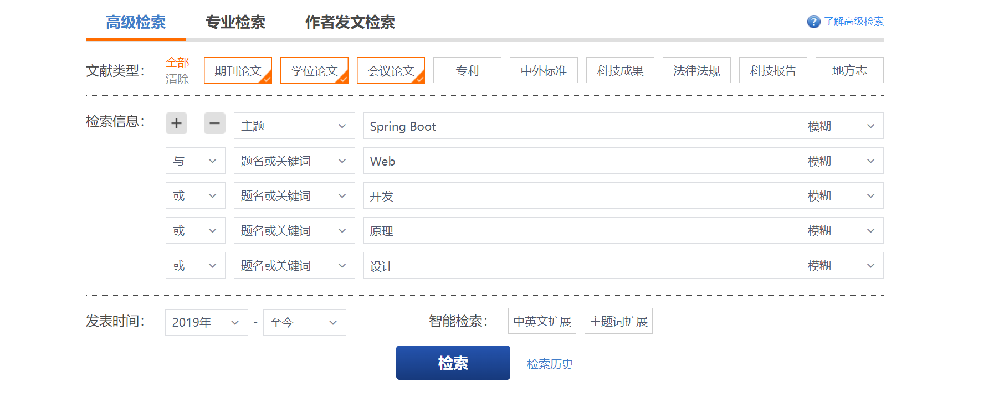 高级检索 专业检索 作者发文检索 ? 了解高级检索
文献类型: 全部 清除 期刊论文 学位论文 会议论文 专利 中外标准 科技成果 法律法规 科技报告 地方志
检索信息: + − 主题 Spring Boot 模糊
与 题名或关键词 Web 模糊
或 题名或关键词 开发 模糊
或 题名或关键词 原理 模糊
或 题名或关键词 设计 模糊
发表时间: 2019年 - 至今 智能检索: 中英文扩展 主题词扩展
检索 检索历史